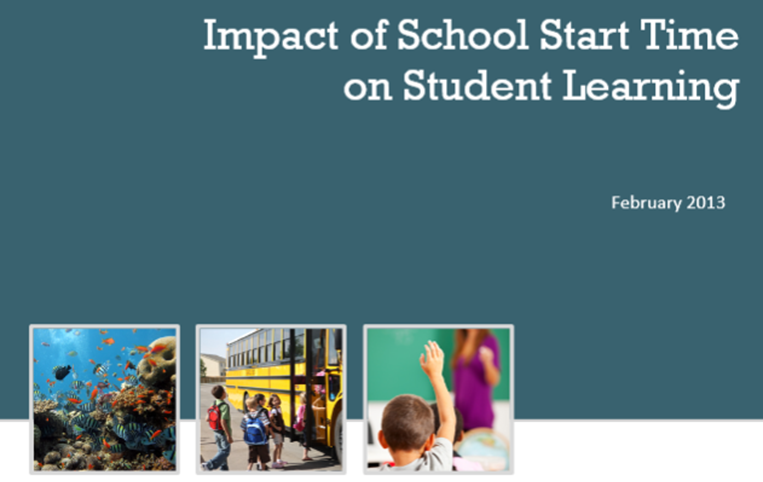 Impact of School Start Time
on Student Learning
February 2013